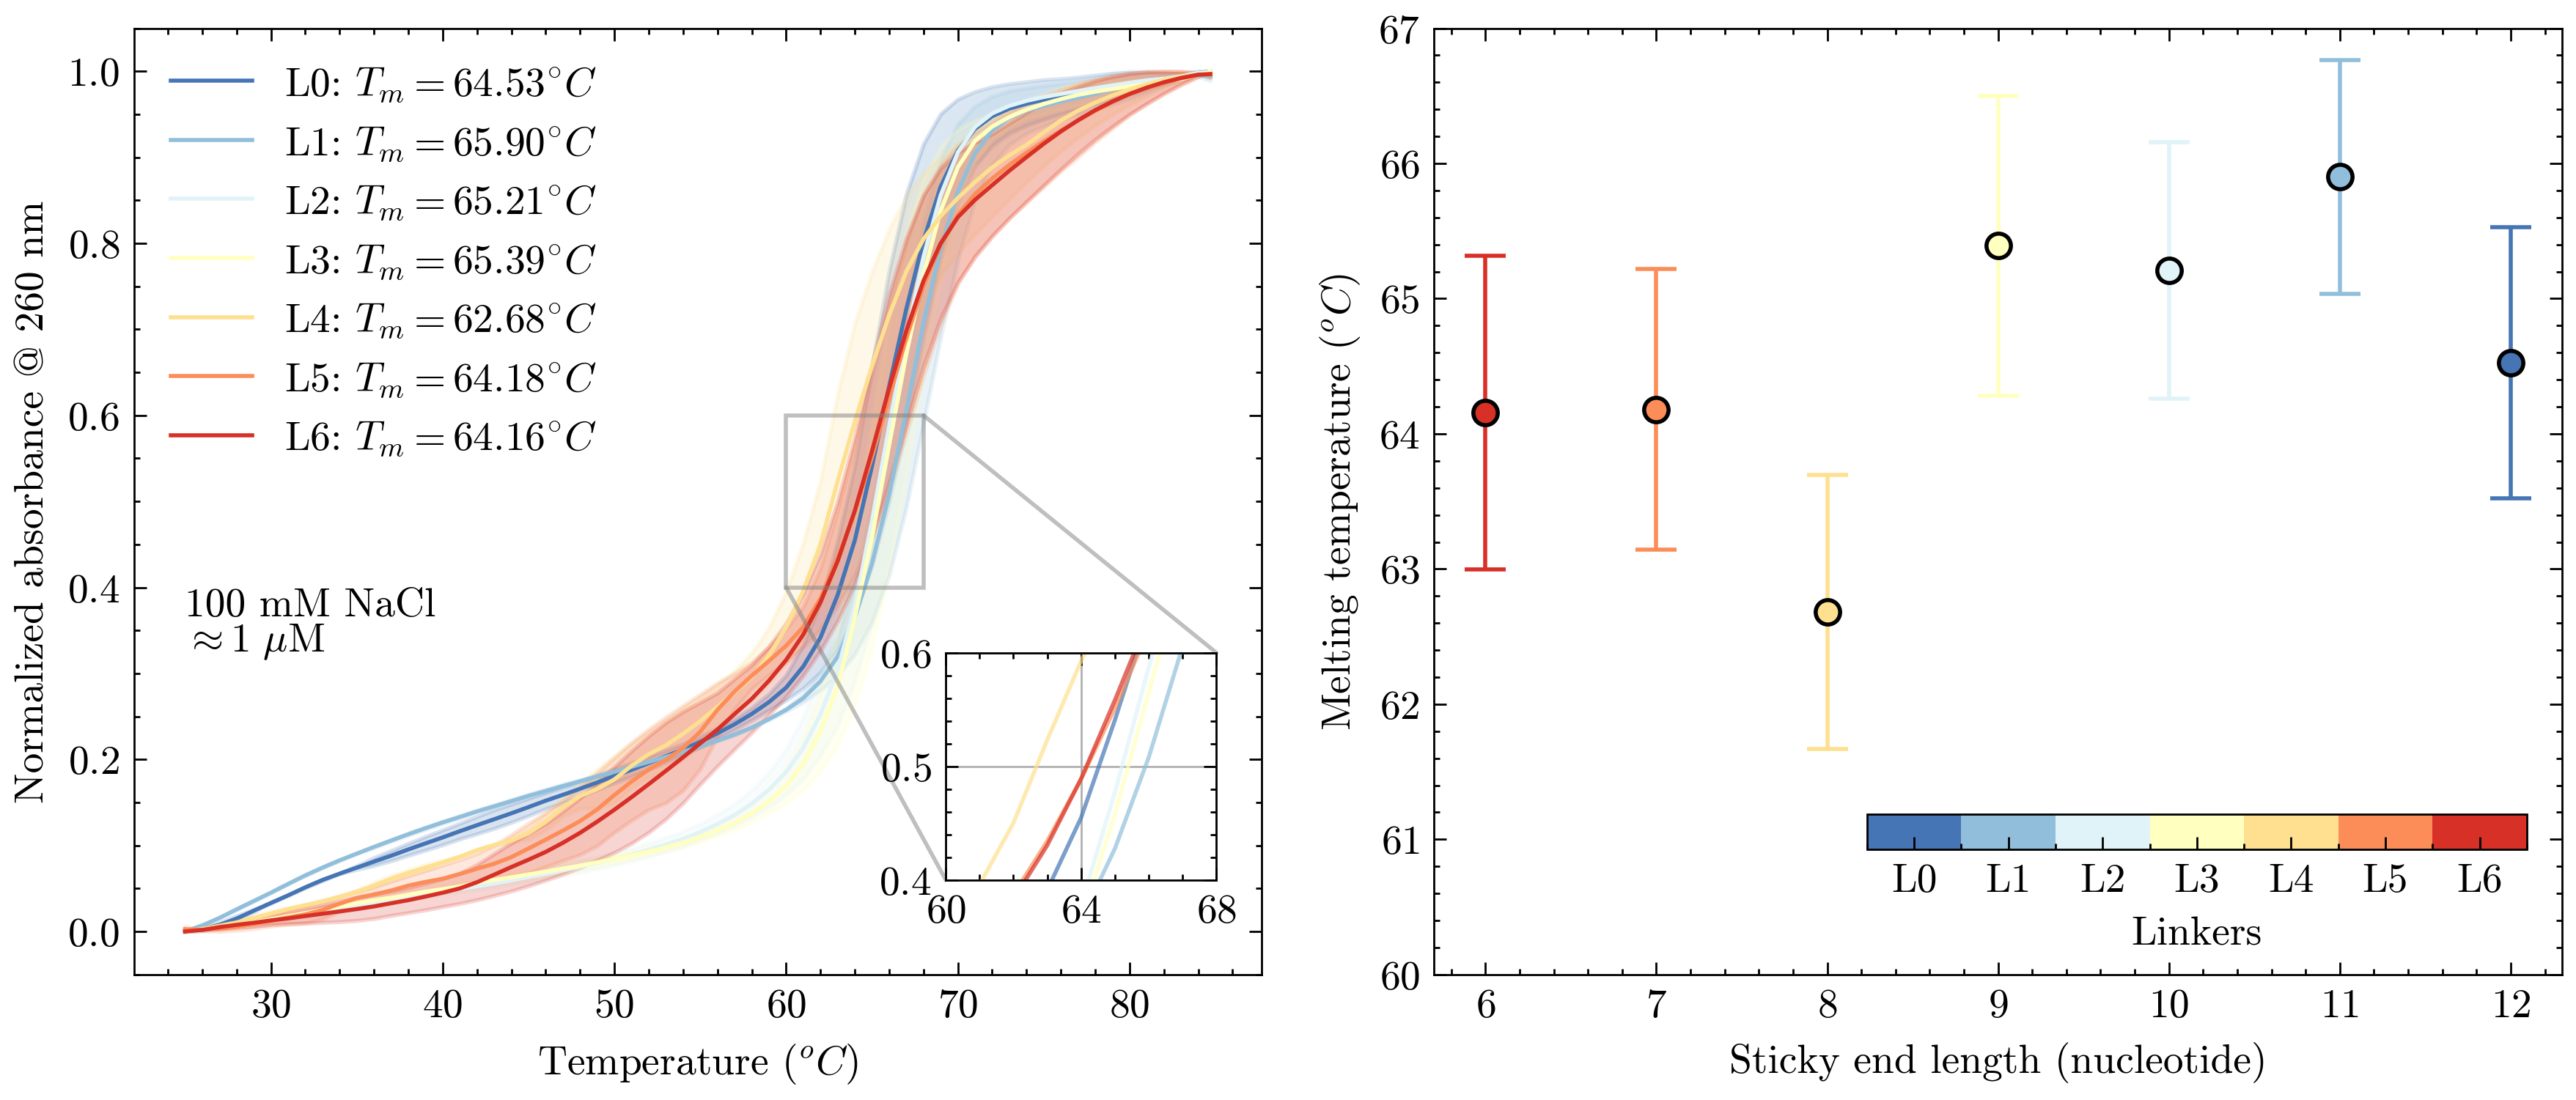 L0: Tm = 64.53°C
L1: Tm = 65.90°C
L2: Tm = 65.21°C
L3: Tm = 65.39°C
L4: Tm = 62.68°C
L5: Tm = 64.18°C
L6: Tm = 64.16°C
100 mM NaCl
≈1 μM
Normalized absorbance @ 260 nm
1.0
0.8
0.6
0.4
0.2
0.0
30 40 50 60 70 80
Temperature (°C)
0.6
0.5
0.4
60 64 68
Melting temperature (°C)
67
66
65
64
63
62
61
60
6 7 8 9 10 11 12
Sticky end length (nucleotide)
L0 L1 L2 L3 L4 L5 L6
Linkers